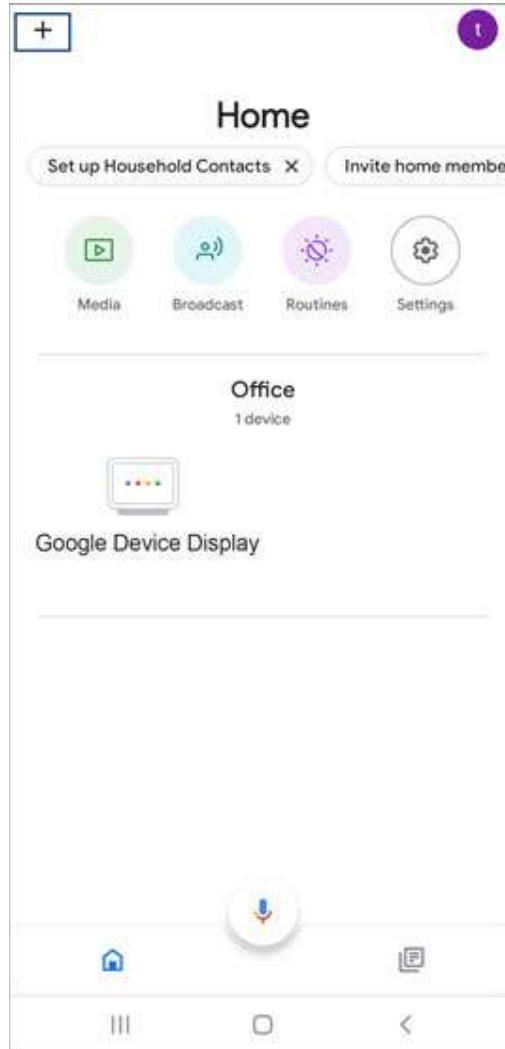 +
t
Home
Set up Household Contacts X Invite home membe
Media Broadcast Routines Settings
Office
1 device
Google Device Display